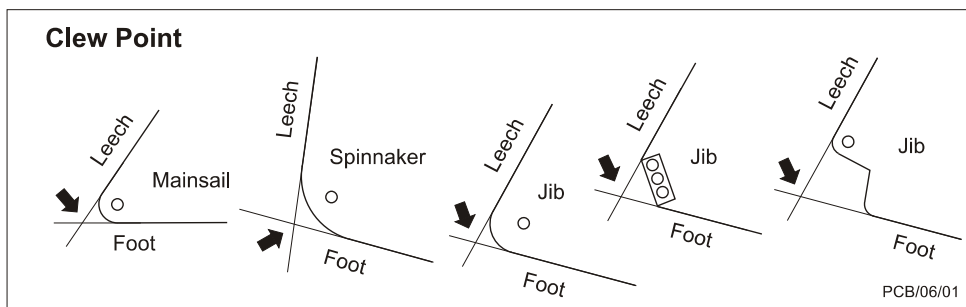 Clew Point
Leech
Mainsail
Foot
Leech
Spinnaker
Foot
Leech
Jib
Foot
Leech
Jib
Foot
Leech
Jib
Foot
PCB/06/01